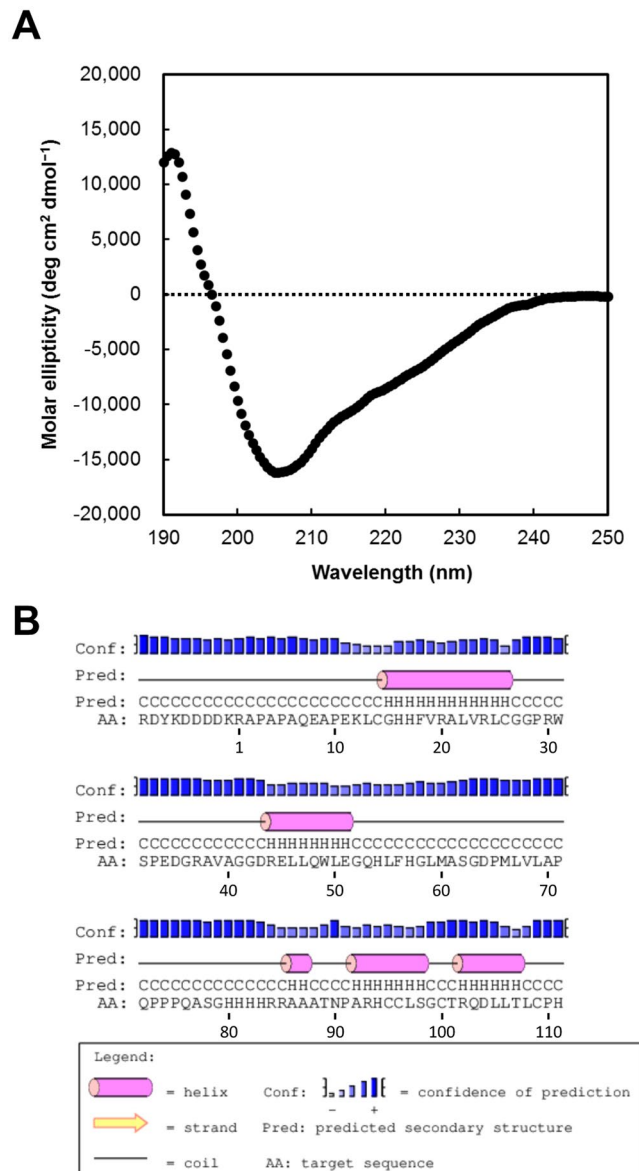 A
20,000
15,000
10,000
5,000
0
-5,000
-10,000
-15,000
-20,000
Molar ellipticity (deg cm² dmol⁻¹)
190 200 210 220 230 240 250
Wavelength (nm)
B
Conf:
Pred:
Pred: CCCCCCCCCCCCCCCCCCCCCCCHHHHHHHHHHHHCCCCC
AA: RDYKDDDDKRAPAPAQEAPEKLCGHHFVRALVRLCGGPRW
1 10 20 30
Conf:
Pred:
Pred: CCCCCCCCCCCCHHHHHHHHCCCCCCCCCCCCCCCCCCCC
AA: SPEDGRAVAGGDRELLQWLEGQHLFHGLMASGDPMLVLAP
40 50 60 70
Conf:
Pred:
Pred: CCCCCCCCCCCCCCHHCCCCHHHHHHHCCCHHHHHHCCCC
AA: QPPPQASGHHHHRRAAATNPARHCCLSGCTRQDLLTLCPH
80 90 100 110
Legend:
= helix Conf: - + = confidence of prediction
= strand Pred: predicted secondary structure
= coil AA: target sequence